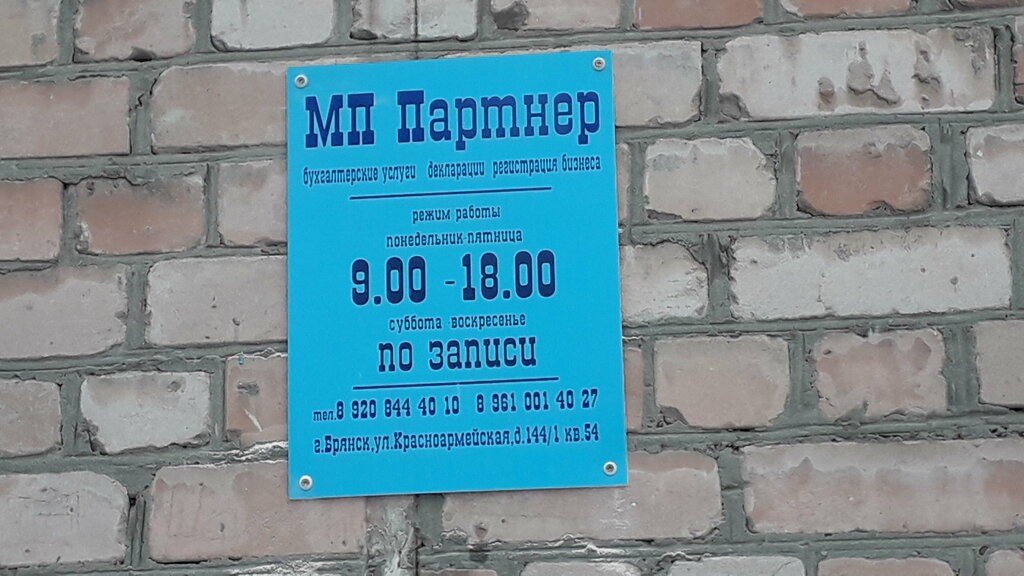 МП Партнер
бухгалтерские услуги декларации регистрация бизнеса
режим работы
понедельник-пятница
9.00 -18.00
суббота воскресенье
по записи
тел.8 920 844 40 10 8 961 001 40 27
г.Брянск,ул.Красноармейская,д.144/1 кв.54